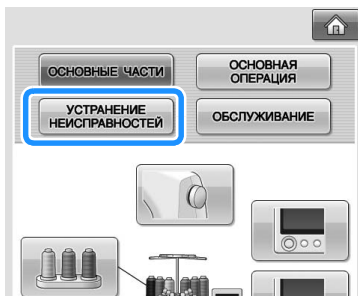 ОСНОВНЫЕ ЧАСТИ
ОСНОВНАЯ
ОПЕРАЦИЯ
УСТРАНЕНИЕ
НЕИСПРАВНОСТЕЙ
ОБСЛУЖИВАНИЕ